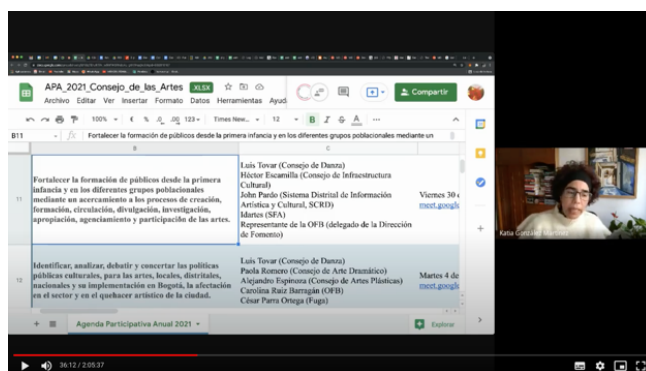 APA_2021_Consejo_de_las_Artes .XLSX
Compartir
Archivo Editar Ver Insertar Formato Datos Herramientas Ayud
100% € % .0 .00 123 Times New... 12 B I S A
B11 fx Fortalecer la formación de públicos desde la primera infancia y en los diferentes grupos poblacionales mediante un
B C
11
Fortalecer la formación de públicos desde la primera
infancia y en los diferentes grupos poblacionales
mediante un acercamiento a los procesos de creación,
formación, circulación, divulgación, investigación,
apropiación, agenciamiento y participación de las artes.
Luis Tovar (Consejo de Danza)
Héctor Escamilla (Consejo de Infraestructura
Cultural)
John Pardo (Sistema Distrital de Información
Artística y Cultural, SCRD)
Idartes (SFA)
Representante de la OFB (delegado de la Dirección
de Fomento)
Viernes 30
meet.google
12
Identificar, analizar, debatir y concertar las políticas
públicas culturales, para las artes, locales, distritales,
nacionales y su implementación en Bogotá, la afectación
en el sector y en el quehacer artístico de la ciudad.
Luis Tovar (Consejo de Danza)
Paola Romero (Consejo de Arte Dramático)
Alejandro Espinoza (Consejo de Artes Plásticas)
Carolina Ruiz Barragán (OFB)
César Parra Ortega (Fuga)
Martes 4 de
meet.google
Agenda Participativa Anual 2021
Explorar
Katia González Martínez
36:12 / 2:05:37